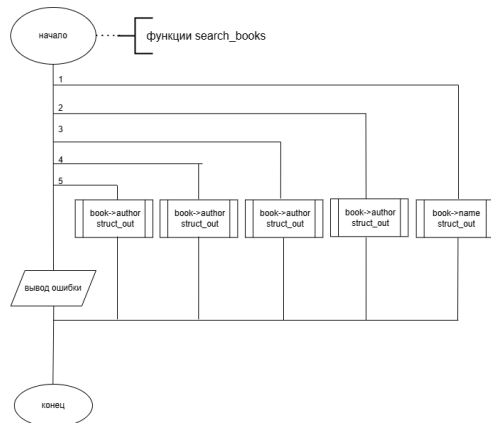 начало
функции search_books
1
2
3
4
5
book->author
struct_out
book->author
struct_out
book->author
struct_out
book->author
struct_out
book->name
struct_out
вывод ошибки
конец